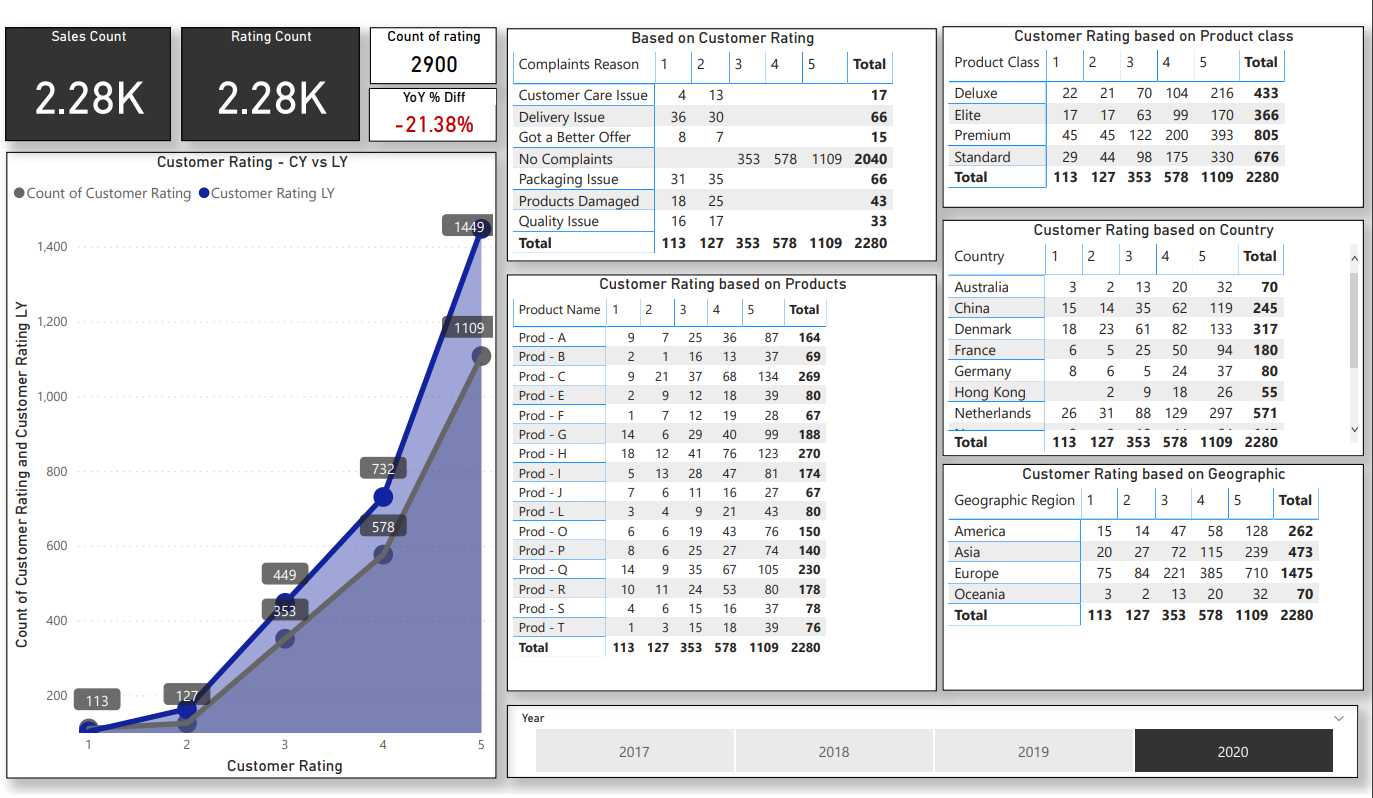 Sales Count
2.28K
Rating Count
2.28K
Count of rating
2900
YoY % Diff
-21.38%
Customer Rating - CY vs LY
Count of Customer Rating Customer Rating LY
Count of Customer Rating and Customer Rating LY
1,400
1,200
1,000
800
600
400
200
1449
1109
732
578
449
353
127
113
1 2 3 4 5
Customer Rating
Based on Customer Rating
Complaints Reason 1 2 3 4 5 Total
Customer Care Issue 4 13 17
Delivery Issue 36 30 66
Got a Better Offer 8 7 15
No Complaints 353 578 1109 2040
Packaging Issue 31 35 66
Products Damaged 18 25 43
Quality Issue 16 17 33
Total 113 127 353 578 1109 2280
Customer Rating based on Products
Product Name 1 2 3 4 5 Total
Prod - A 9 7 25 36 87 164
Prod - B 2 1 16 13 37 69
Prod - C 9 21 37 68 134 269
Prod - E 2 9 12 18 39 80
Prod - F 1 7 12 19 28 67
Prod - G 14 6 29 40 99 188
Prod - H 18 12 41 76 123 270
Prod - I 5 13 28 47 81 174
Prod - J 7 6 11 16 27 67
Prod - L 3 4 9 21 43 80
Prod - O 6 6 19 43 76 150
Prod - P 8 6 25 27 74 140
Prod - Q 14 9 35 67 105 230
Prod - R 10 11 24 53 80 178
Prod - S 4 6 15 16 37 78
Prod - T 1 3 15 18 39 76
Total 113 127 353 578 1109 2280
Customer Rating based on Product class
Product Class 1 2 3 4 5 Total
Deluxe 22 21 70 104 216 433
Elite 17 17 63 99 170 366
Premium 45 45 122 200 393 805
Standard 29 44 98 175 330 676
Total 113 127 353 578 1109 2280
Customer Rating based on Country
Country 1 2 3 4 5 Total
Australia 3 2 13 20 32 70
China 15 14 35 62 119 245
Denmark 18 23 61 82 133 317
France 6 5 25 50 94 180
Germany 8 6 5 24 37 80
Hong Kong 2 9 18 26 55
Netherlands 26 31 88 129 297 571
Total 113 127 353 578 1109 2280
Customer Rating based on Geographic
Geographic Region 1 2 3 4 5 Total
America 15 14 47 58 128 262
Asia 20 27 72 115 239 473
Europe 75 84 221 385 710 1475
Oceania 3 2 13 20 32 70
Total 113 127 353 578 1109 2280
Year
2017 2018 2019 2020